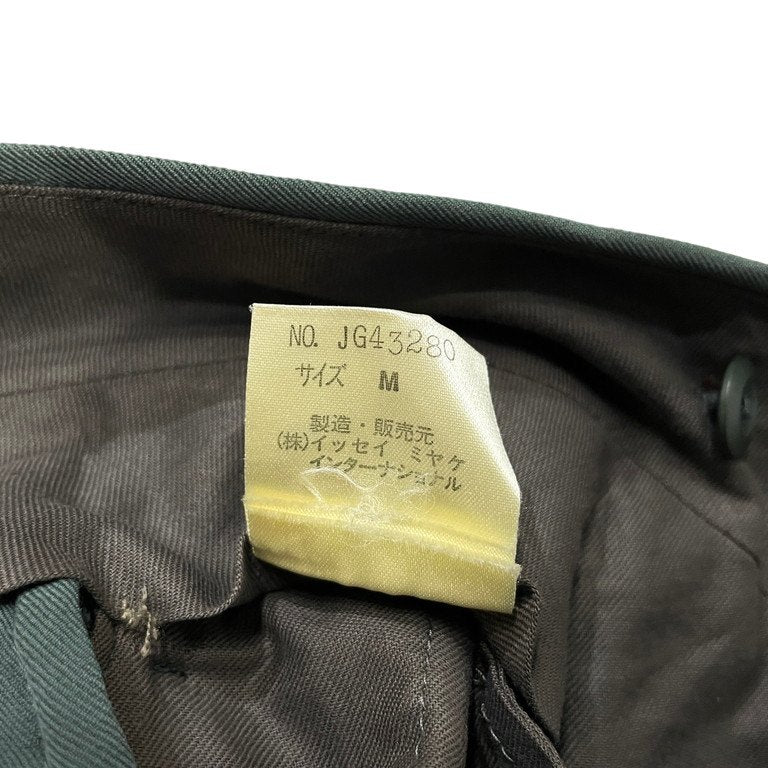 NO. JG43280
サイズ M
製造・販売元
(株)イッセイ ミヤケ
インターナショナル